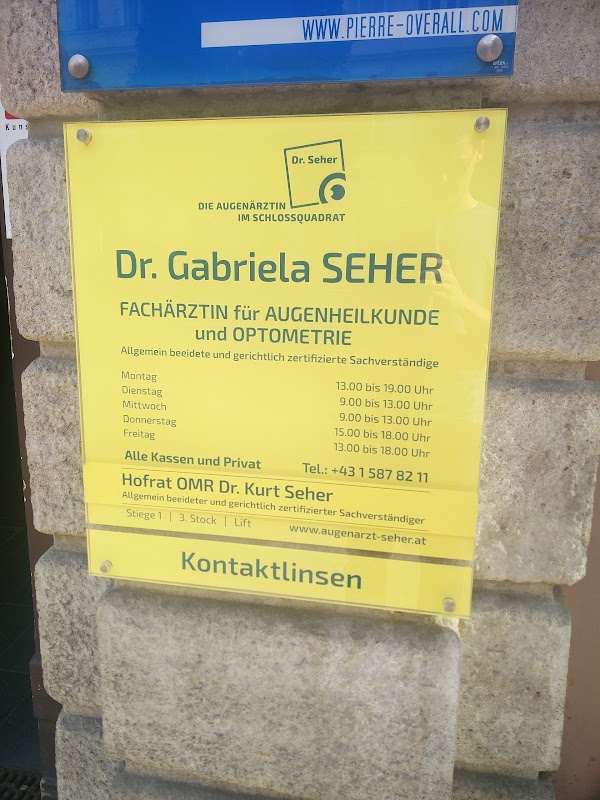 WWW.PIERRE-OVERALL.COM
Kuns
Dr. Seher
DIE AUGENÄRZTIN
IM SCHLOSSQUADRAT
Dr. Gabriela SEHER
FACHÄRZTIN für AUGENHEILKUNDE
und OPTOMETRIE
Allgemein beeidete und gerichtlich zertifizierte Sachverständige
Montag 13.00 bis 19.00 Uhr
Dienstag 9.00 bis 13.00 Uhr
Mittwoch 9.00 bis 13.00 Uhr
Donnerstag 15.00 bis 18.00 Uhr
Freitag 13.00 bis 18.00 Uhr
Alle Kassen und Privat Tel.: +43 1 587 82 11
Hofrat OMR Dr. Kurt Seher
Allgemein beeideter und gerichtlich zertifizierter Sachverständiger
Stiege 1 | 3. Stock | Lift www.augenarzt-seher.at
Kontaktlinsen